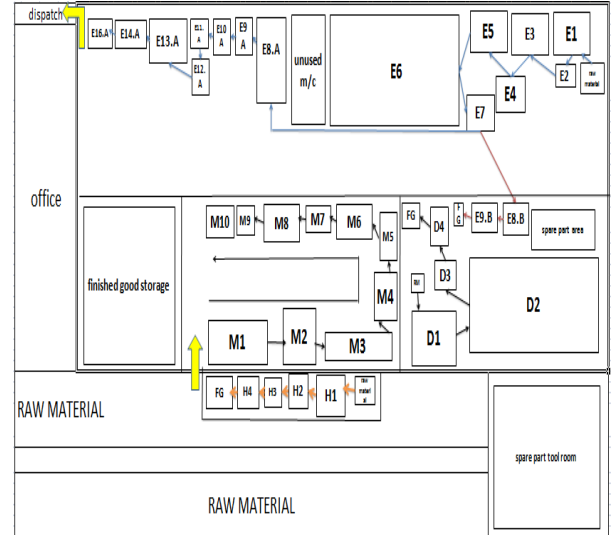 dispatch
E16.A
E14.A
E13.A
E11.
A
E12.
A
E10
A
E9
A
E8.A
unused
m/c
E6
E5
E3
E1
E2
raw
material
E4
E7
office
finished good storage
M10
M9
M8
M7
M6
M5
M4
M1
M2
M3
FG
D4
F
G
E9.B
E8.B
spare part area
RM
D3
D1
D2
RAW MATERIAL
FG
H4
H3
H2
H1
raw
materi
al
spare part tool room
RAW MATERIAL